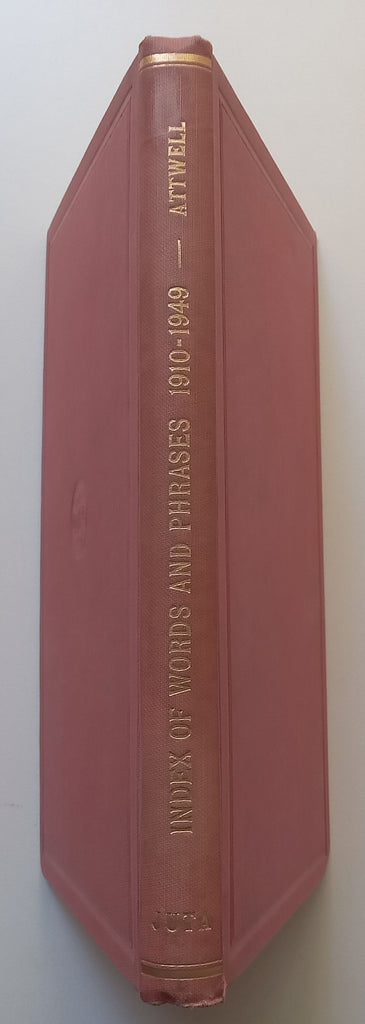 INDEX OF WORDS AND PHRASES 1910-1949 — ATTWELL
JUTA